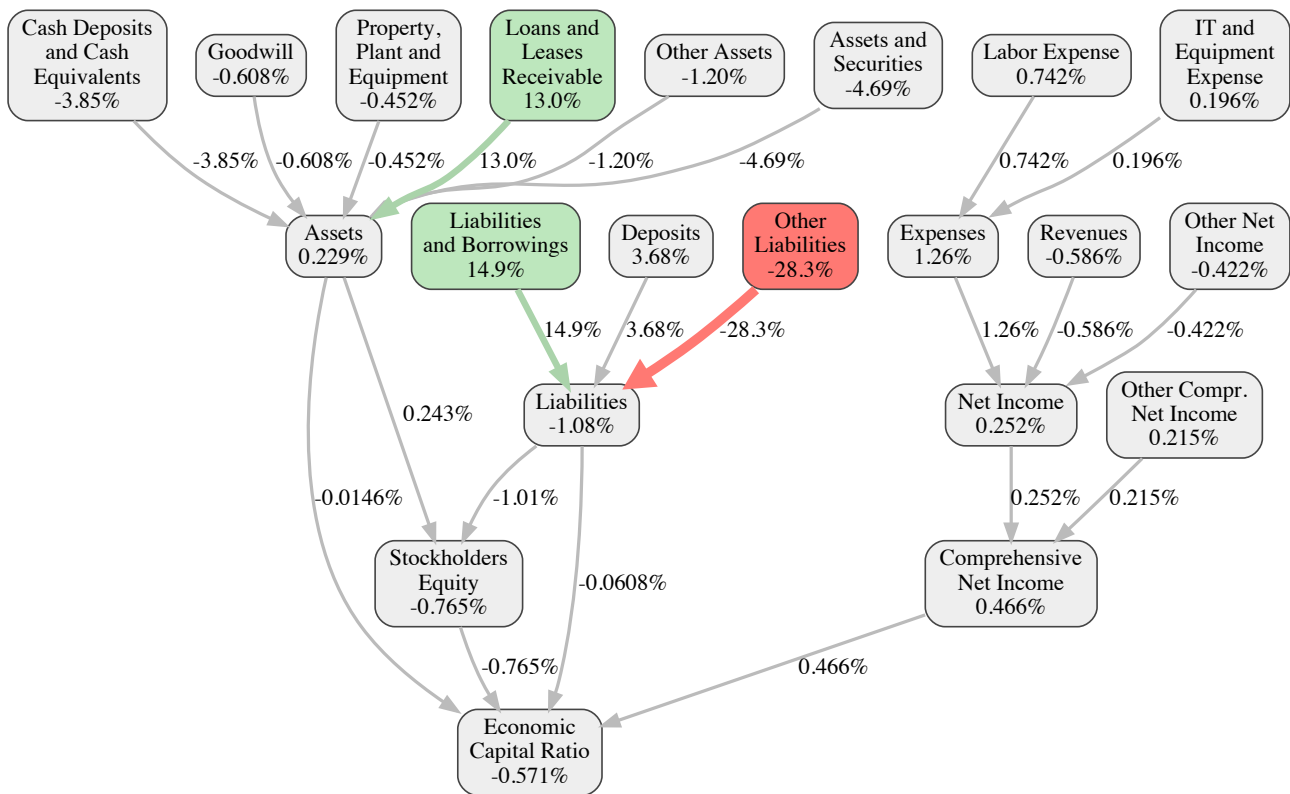 Cash Deposits
and Cash
Equivalents
-3.85%
Goodwill
-0.608%
Property,
Plant and
Equipment
-0.452%
Loans and
Leases
Receivable
13.0%
Other Assets
-1.20%
Assets and
Securities
-4.69%
Labor Expense
0.742%
IT and
Equipment
Expense
0.196%
-3.85%
-0.608%
-0.452%
13.0%
-1.20%
-4.69%
0.742%
0.196%
Assets
0.229%
Liabilities
and Borrowings
14.9%
Deposits
3.68%
Other
Liabilities
-28.3%
Expenses
1.26%
Revenues
-0.586%
Other Net
Income
-0.422%
14.9%
3.68%
-28.3%
1.26%
-0.586%
-0.422%
0.243%
Liabilities
-1.08%
Net Income
0.252%
Other Compr.
Net Income
0.215%
-0.0146%
-1.01%
0.252%
0.215%
Stockholders
Equity
-0.765%
-0.0608%
Comprehensive
Net Income
0.466%
-0.765%
0.466%
Economic
Capital Ratio
-0.571%